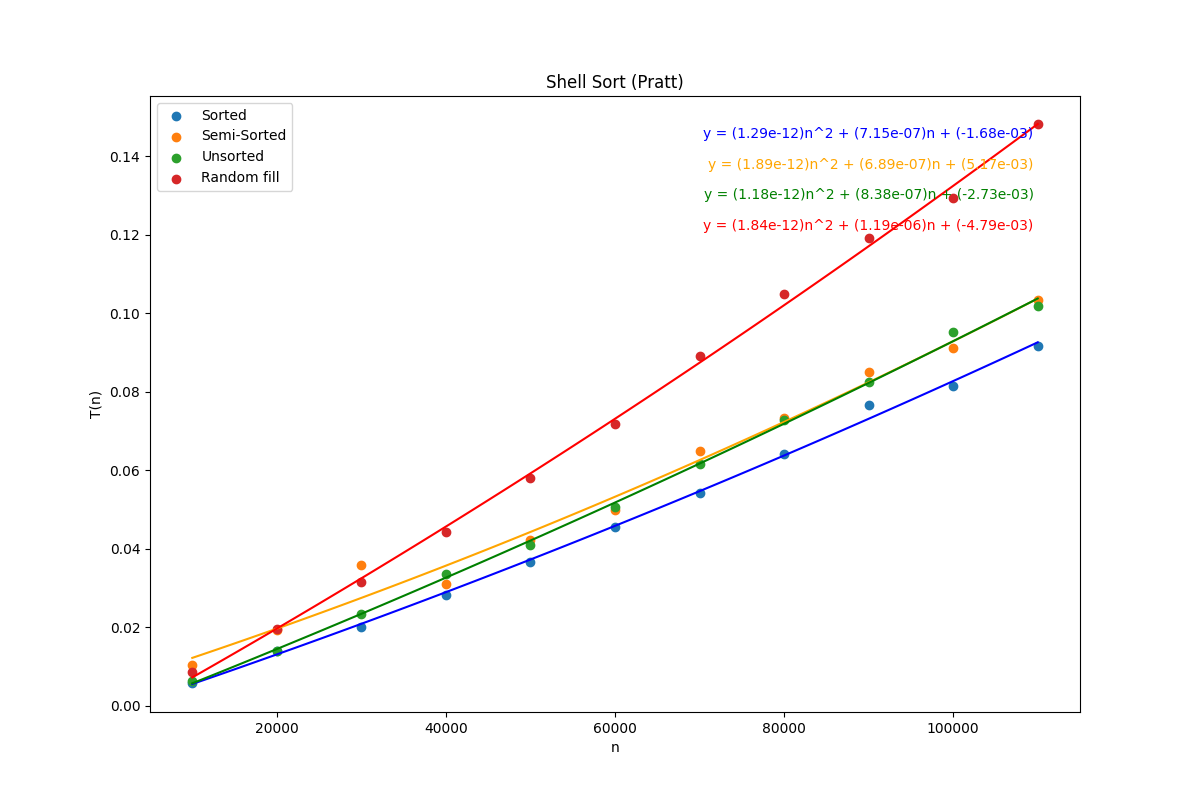 Shell Sort (Pratt)
Sorted
Semi-Sorted
Unsorted
Random fill
y = (1.29e-12)n^2 + (7.15e-07)n + (-1.68e-03)
y = (1.89e-12)n^2 + (6.89e-07)n + (5.17e-03)
y = (1.18e-12)n^2 + (8.38e-07)n + (-2.73e-03)
y = (1.84e-12)n^2 + (1.19e-06)n + (-4.79e-03)
T(n)
0.14
0.12
0.10
0.08
0.06
0.04
0.02
0.00
20000 40000 60000 80000 100000
n